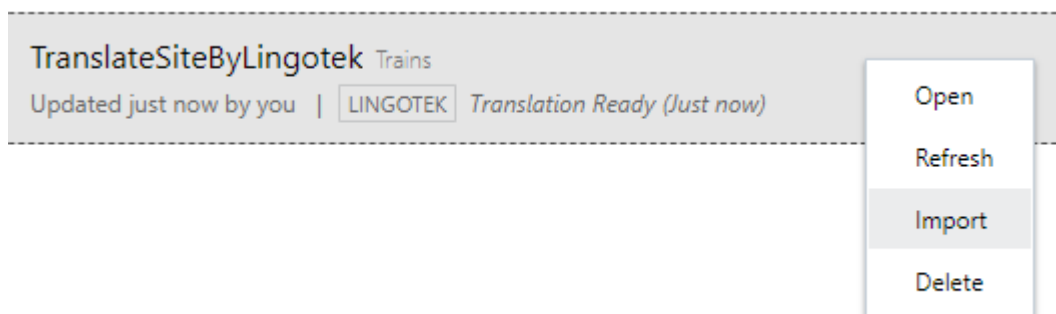 TranslateSiteByLingotek Trains
Updated just now by you | LINGOTEK Translation Ready (Just now)
Open
Refresh
Import
Delete